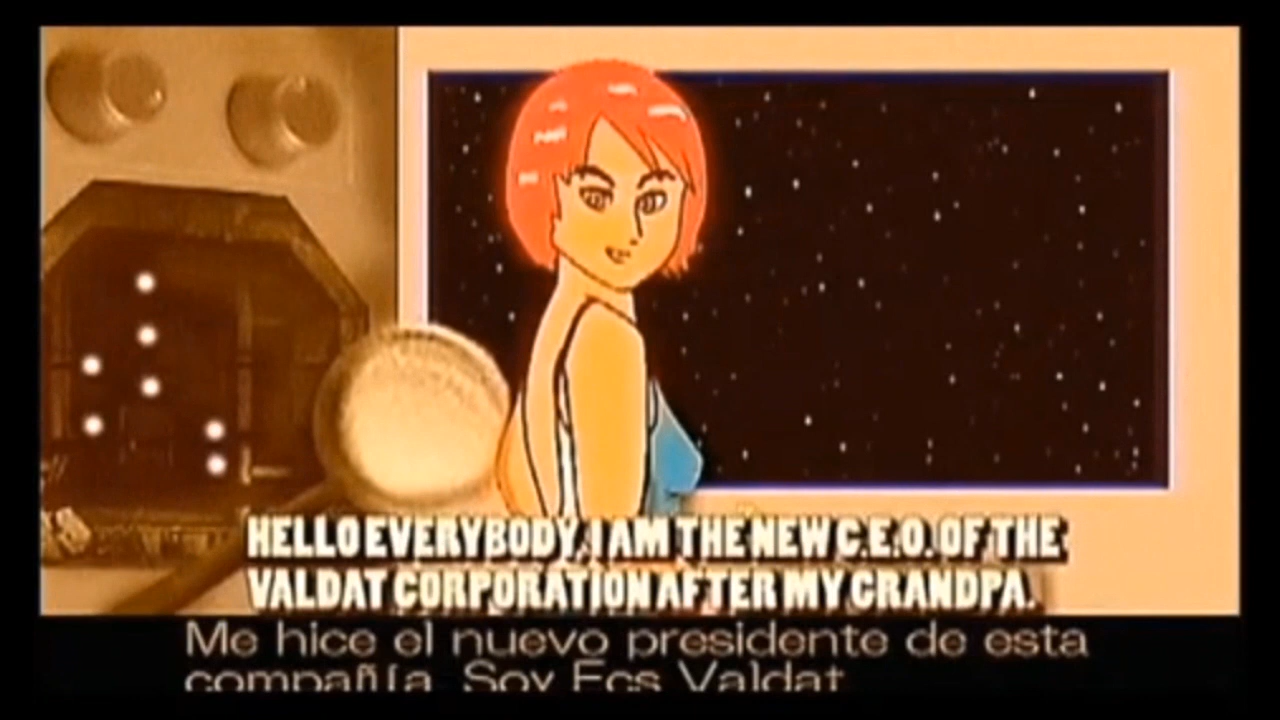 HELLO EVERYBODY, I AM THE NEW C.E.O. OF THE
VALDAT CORPORATION AFTER MY GRANDPA.
Me hice el nuevo presidente de esta
compañía. Soy Ecs Valdat